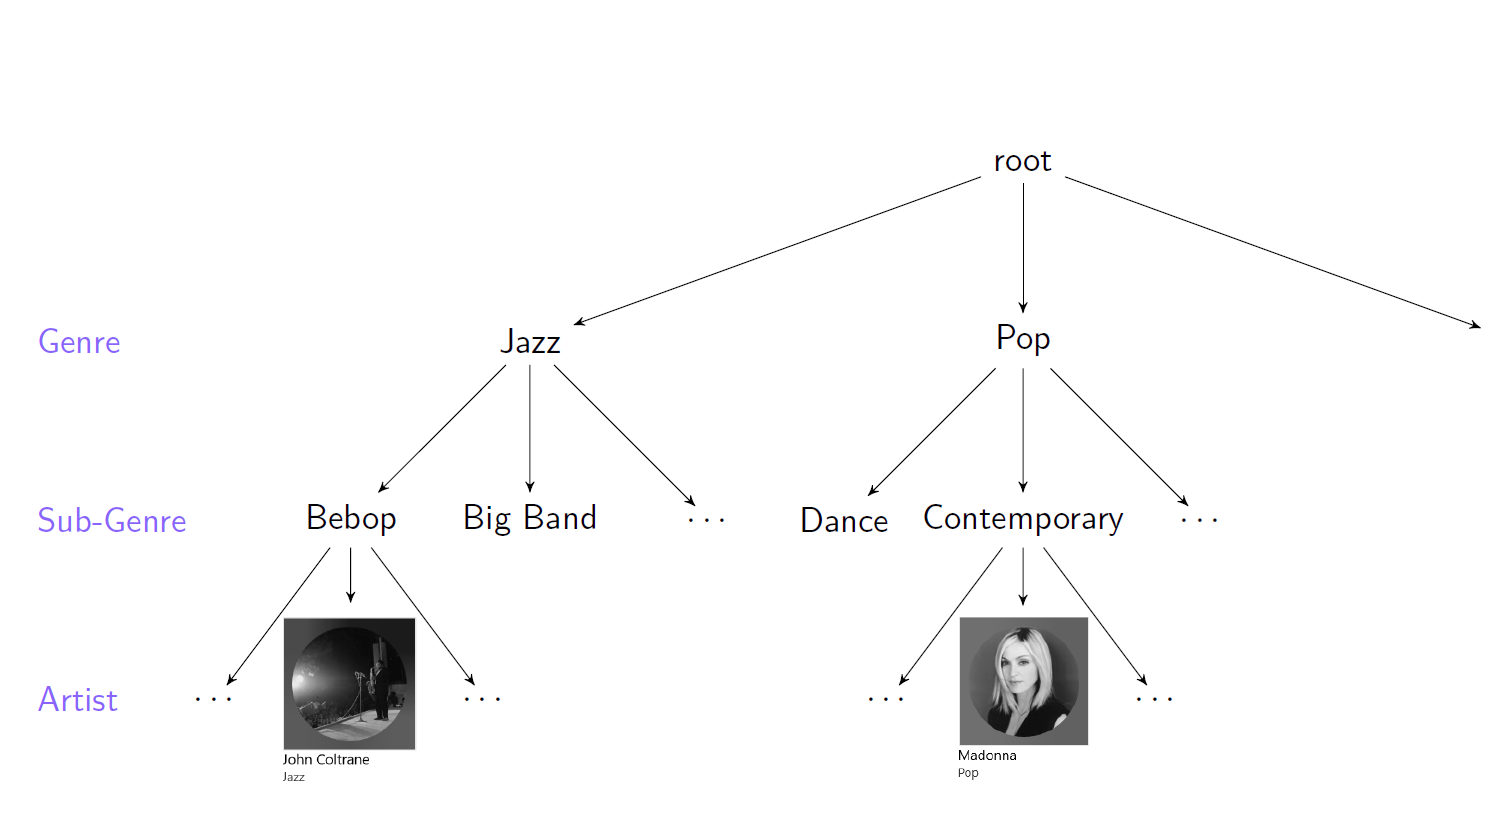 root
Genre Jazz Pop
Sub-Genre Bebop Big Band ... Dance Contemporary ...
Artist ... ... ... ...
John Coltrane Madonna
Jazz Pop